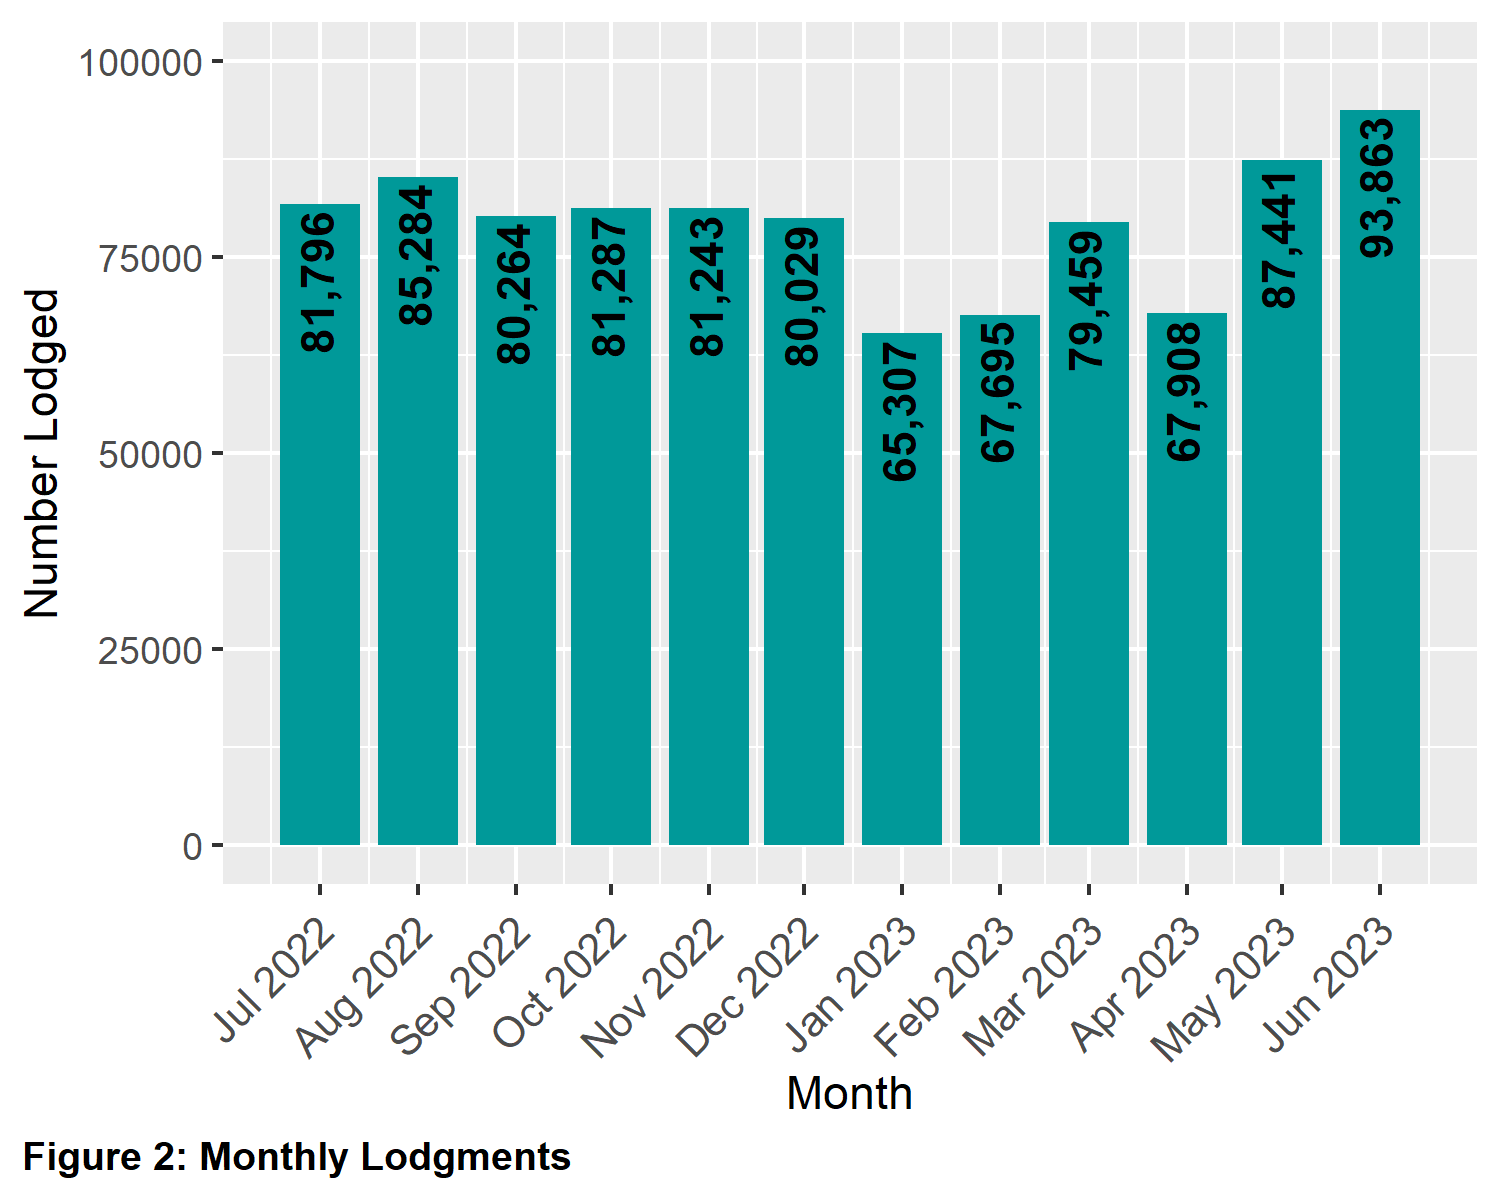 100000
75000
50000
25000
0
Number Lodged
81,796
85,284
80,264
81,287
81,243
80,029
65,307
67,695
79,459
67,908
87,441
93,863
Jul 2022
Aug 2022
Sep 2022
Oct 2022
Nov 2022
Dec 2022
Jan 2023
Feb 2023
Mar 2023
Apr 2023
May 2023
Jun 2023
Month
Figure 2: Monthly Lodgments